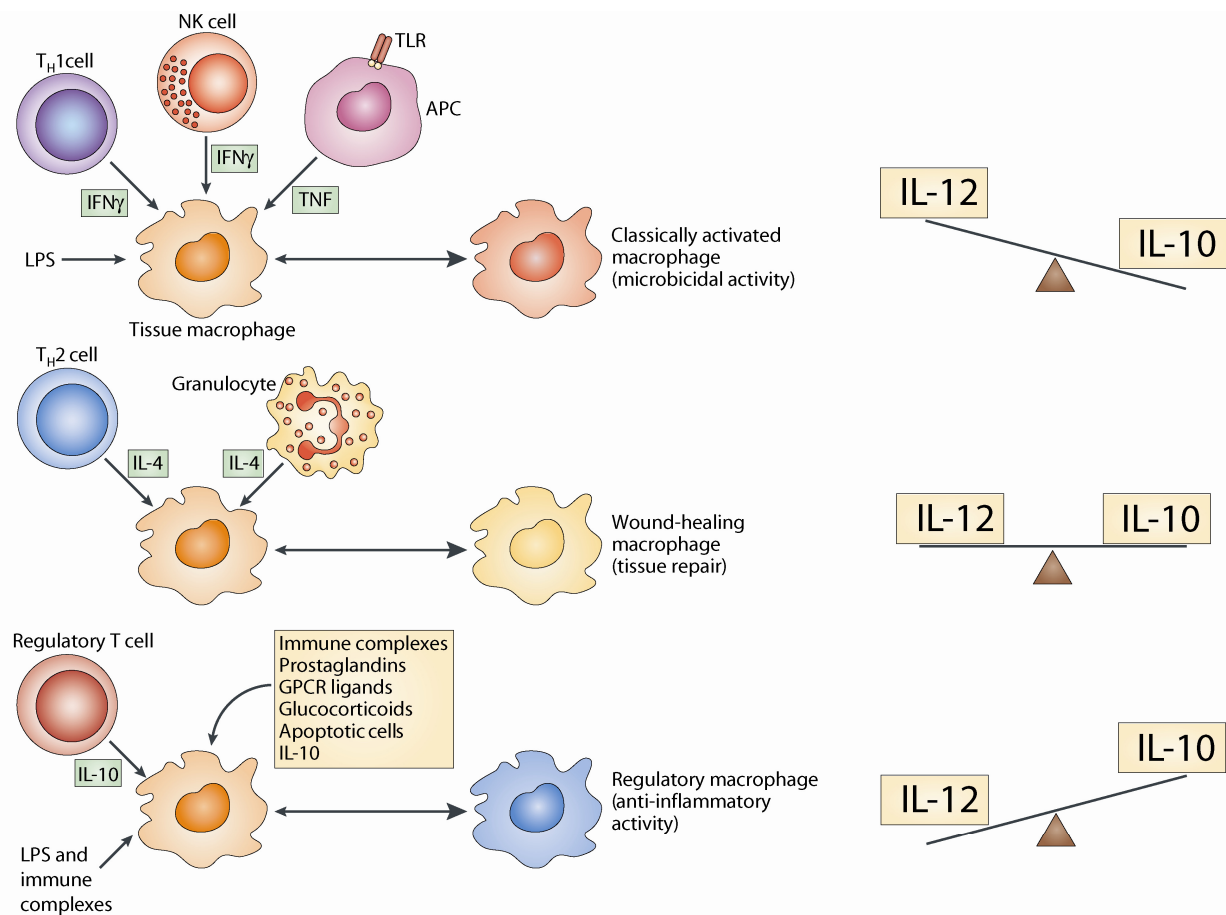 NK cell
TLR
T_H1cell
APC
IFNγ
IFNγ
TNF
LPS
Tissue macrophage
Classically activated
macrophage
(microbicidal activity)
IL-12
IL-10
T_H2 cell
Granulocyte
IL-4
IL-4
Wound-healing
macrophage
(tissue repair)
IL-12
IL-10
Regulatory T cell
IL-10
Immune complexes
Prostaglandins
GPCR ligands
Glucocorticoids
Apoptotic cells
IL-10
LPS and
immune
complexes
Regulatory macrophage
(anti-inflammatory
activity)
IL-12
IL-10